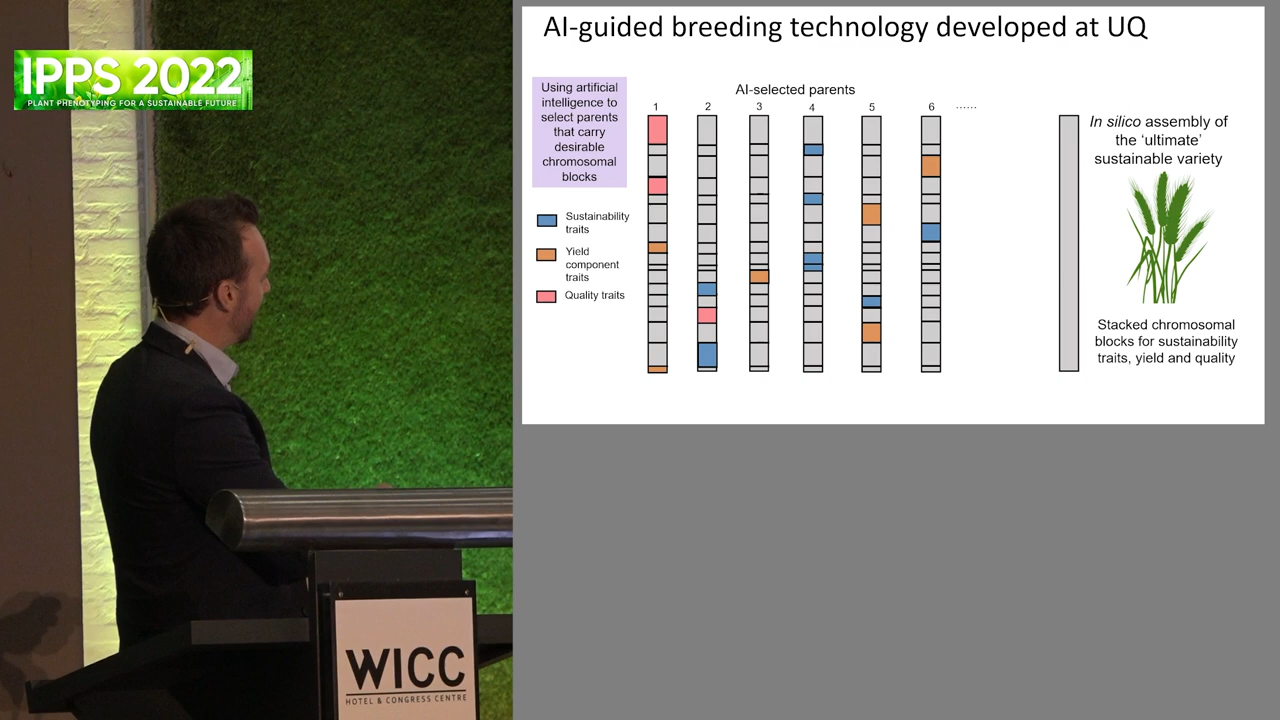 IPPS 2022
PLANT PHENOTYPING FOR A SUSTAINABLE FUTURE
AI-guided breeding technology developed at UQ
Using artificial
intelligence to
select parents
that carry
desirable
chromosomal
blocks
Sustainability
traits
Yield
component
traits
Quality traits
AI-selected parents
1 2 3 4 5 6 ......
In silico assembly of
the ‘ultimate’
sustainable variety
Stacked chromosomal
blocks for sustainability
traits, yield and quality
WICC
HOTEL & CONGRESS CENTRE